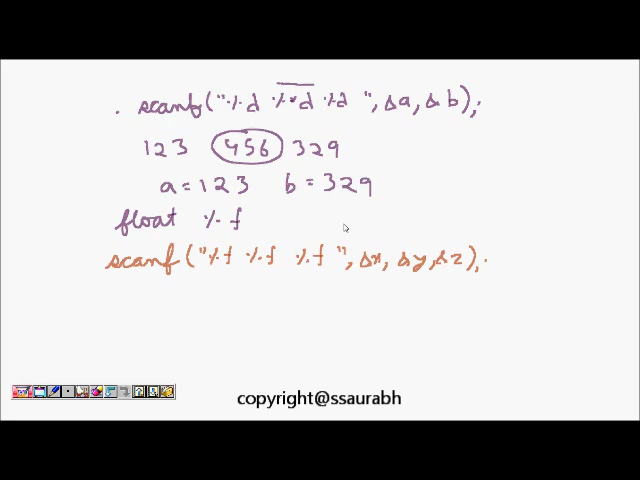 . scanf("%d %*d %d ", &a, &b);
123 456 329
a=123 b=329
float %f
scanf("%f %f %f ", &x, &y, &z);
copyright@ssaurabh